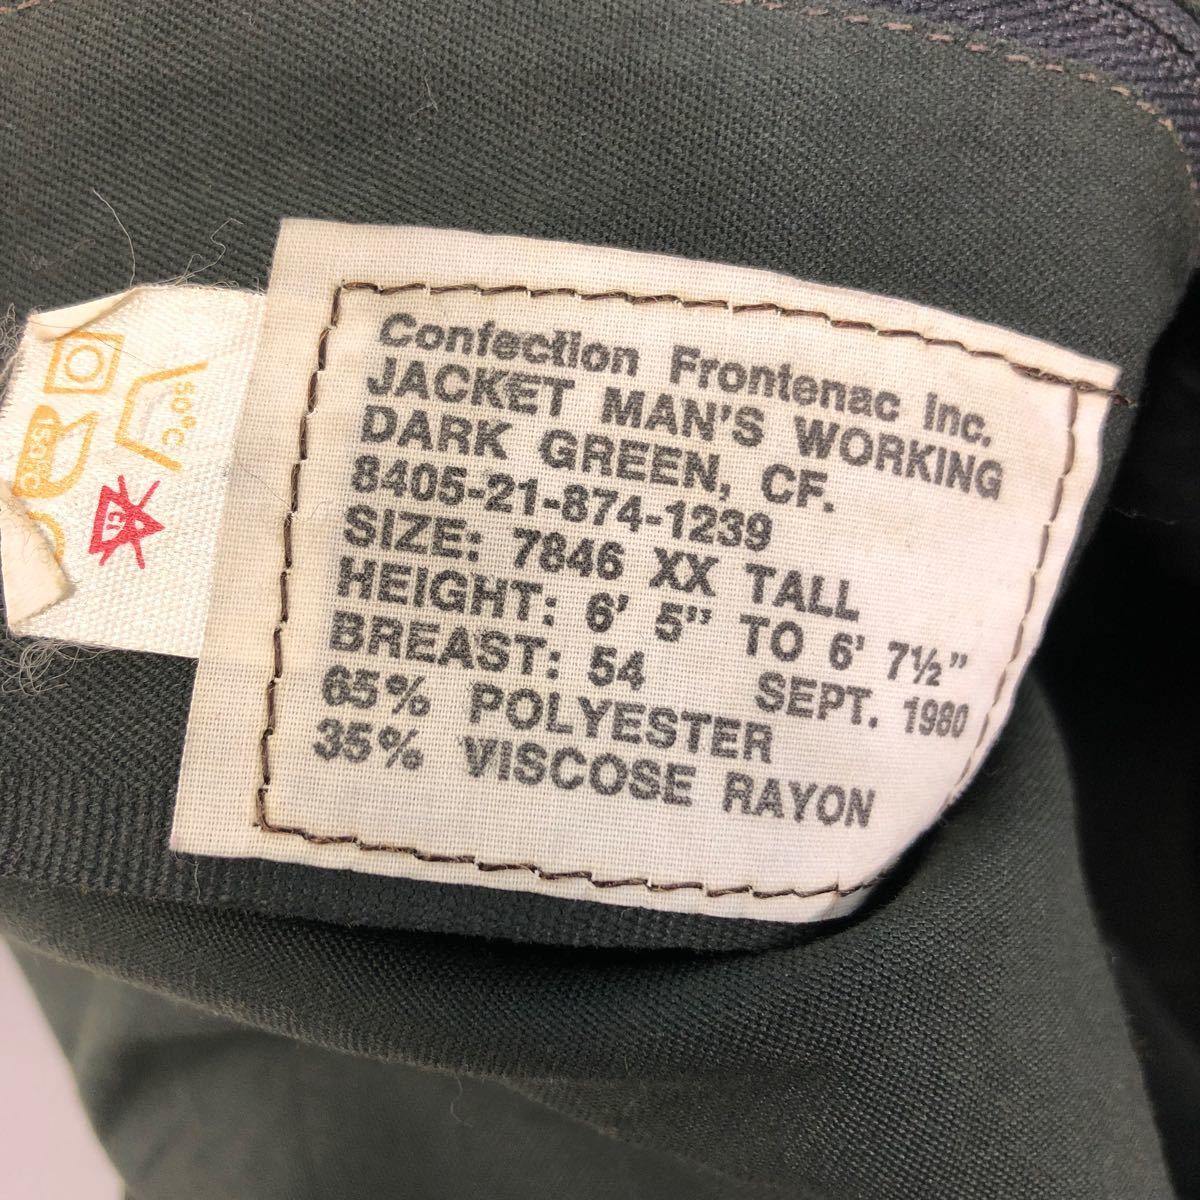 Confection Frontenac Inc.
JACKET MAN'S WORKING
DARK GREEN, CF.
8405-21-874-1239
SIZE: 7846 XX TALL
HEIGHT: 6' 5" TO 6' 7½"
BREAST: 54 SEPT. 1980
65% POLYESTER
35% VISCOSE RAYON
50°C